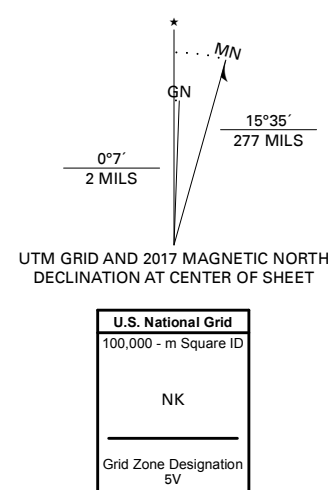 ★
MN
GN
15°35´
277 MILS
0°7´
2 MILS
UTM GRID AND 2017 MAGNETIC NORTH
DECLINATION AT CENTER OF SHEET
U.S. National Grid
100,000 - m Square ID
NK
Grid Zone Designation
5V